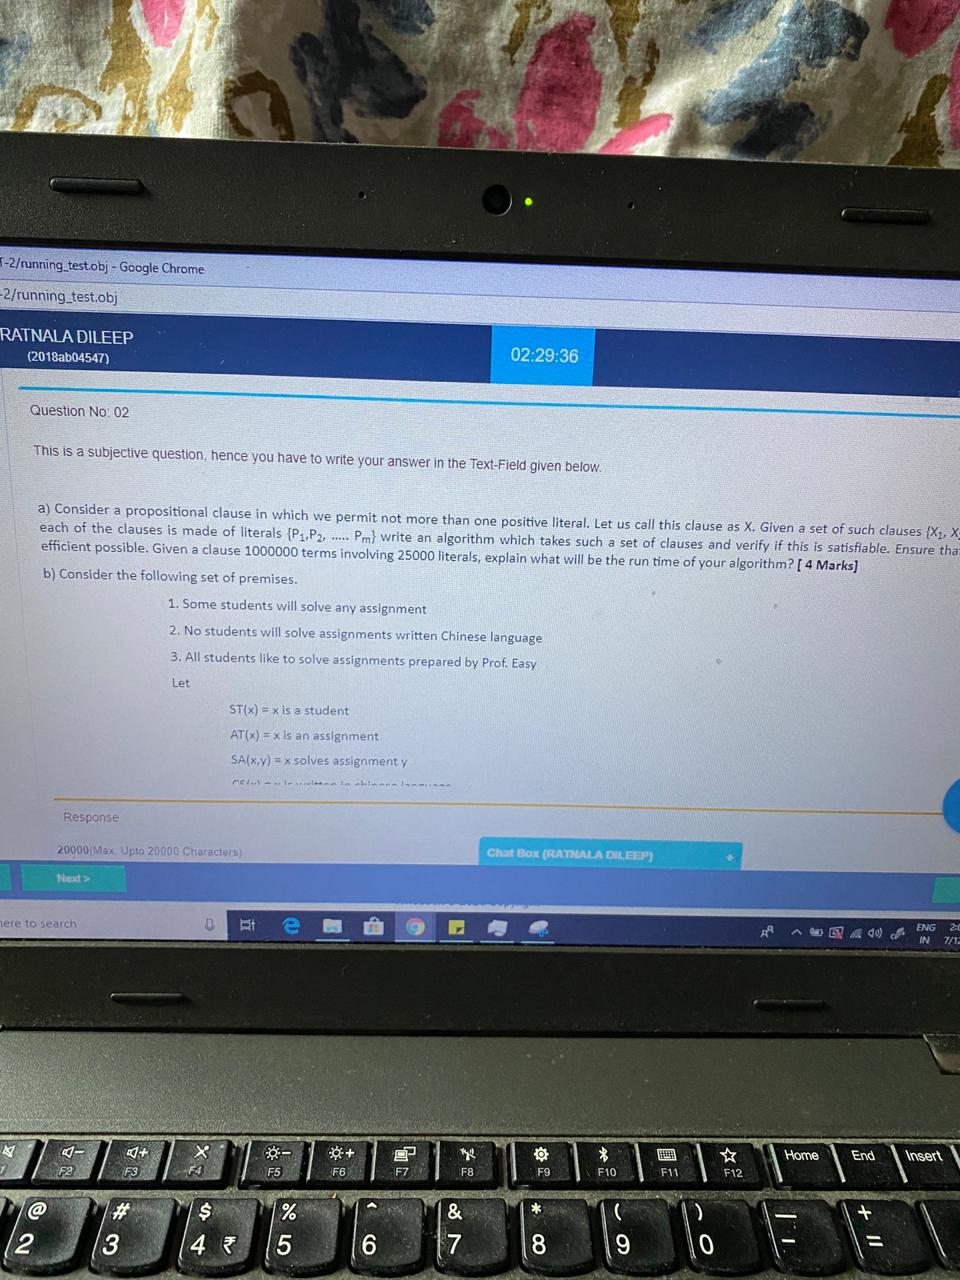 T-2/running_test.obj - Google Chrome
-2/running_test.obj
RATNALA DILEEP
(2018ab04547)
02:29:36
Question No: 02
This is a subjective question, hence you have to write your answer in the Text-Field given below.
a) Consider a propositional clause in which we permit not more than one positive literal. Let us call this clause as X. Given a set of such clauses {X₁, X
each of the clauses is made of literals {P₁,P₂, ..... Pₘ} write an algorithm which takes such a set of clauses and verify if this is satisfiable. Ensure tha
efficient possible. Given a clause 1000000 terms involving 25000 literals, explain what will be the run time of your algorithm? [ 4 Marks]
b) Consider the following set of premises.
1. Some students will solve any assignment
2. No students will solve assignments written Chinese language
3. All students like to solve assignments prepared by Prof. Easy
Let
ST(x) = x is a student
AT(x) = x is an assignment
SA(x,y) = x solves assignment y
Response
20000(Max. Upto 20000 Characters)
Chat Box (RATNALA DILEEP) +
Next >
here to search
ENG
IN
7/12
F2 F3 F4 F5 F6 F7 F8 F9 F10 F11 F12 Home End Insert
@ # $ % ^ & * ( ) — +
2 3 4 ₹ 5 6 7 8 9 0 - =